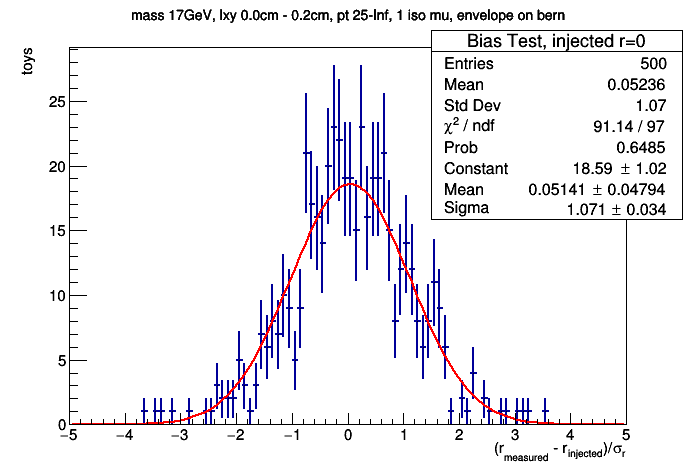 mass 17GeV, lxy 0.0cm - 0.2cm, pt 25-Inf, 1 iso mu, envelope on bern
toys
Bias Test, injected r=0
Entries 500
Mean 0.05236
Std Dev 1.07
χ² / ndf 91.14 / 97
Prob 0.6485
Constant 18.59 ± 1.02
Mean 0.05141 ± 0.04794
Sigma 1.071 ± 0.034
25
20
15
10
5
0
−5 −4 −3 −2 −1 0 1 2 3 4 5
(r_measured - r_injected)/σ_r